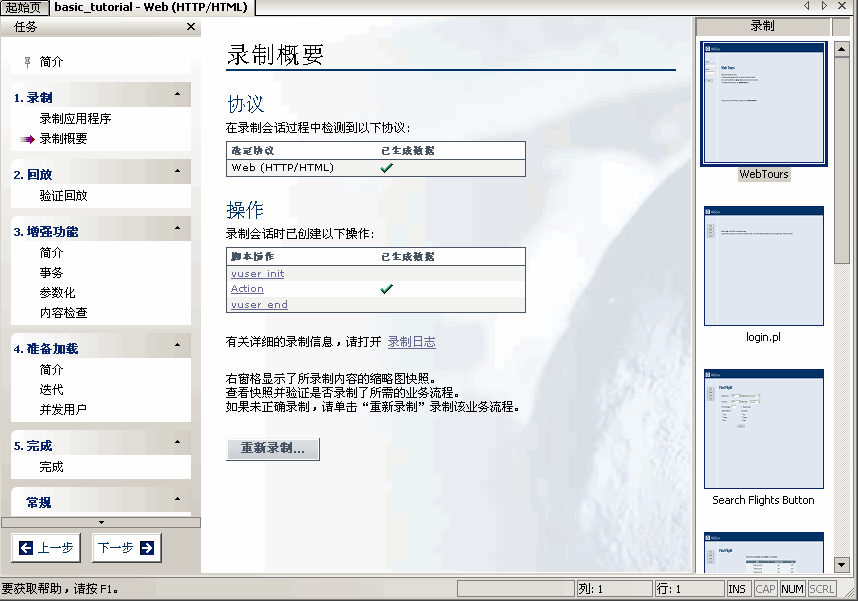 起始页 basic_tutorial - Web (HTTP/HTML)
任务
简介
1. 录制
录制应用程序
录制概要
2. 回放
验证回放
3. 增强功能
简介
事务
参数化
内容检查
4. 准备加载
简介
迭代
并发用户
5. 完成
完成
常规
上一步 下一步
录制概要
协议
在录制会话过程中检测到以下协议:
选定协议 已生成数据
Web (HTTP/HTML)
操作
录制会话时已创建以下操作:
脚本操作 已生成数据
vuser_init
Action
vuser_end
有关详细的录制信息，请打开 录制日志
右窗格显示了所录制内容的缩略图快照。
查看快照并验证是否录制了所需的业务流程。
如果未正确录制，请单击“重新录制”录制该业务流程。
重新录制...
录制
WebTours
login.pl
Search Flights Button
要获取帮助，请按 F1。
列: 1 行: 1 INS CAP NUM SCRL